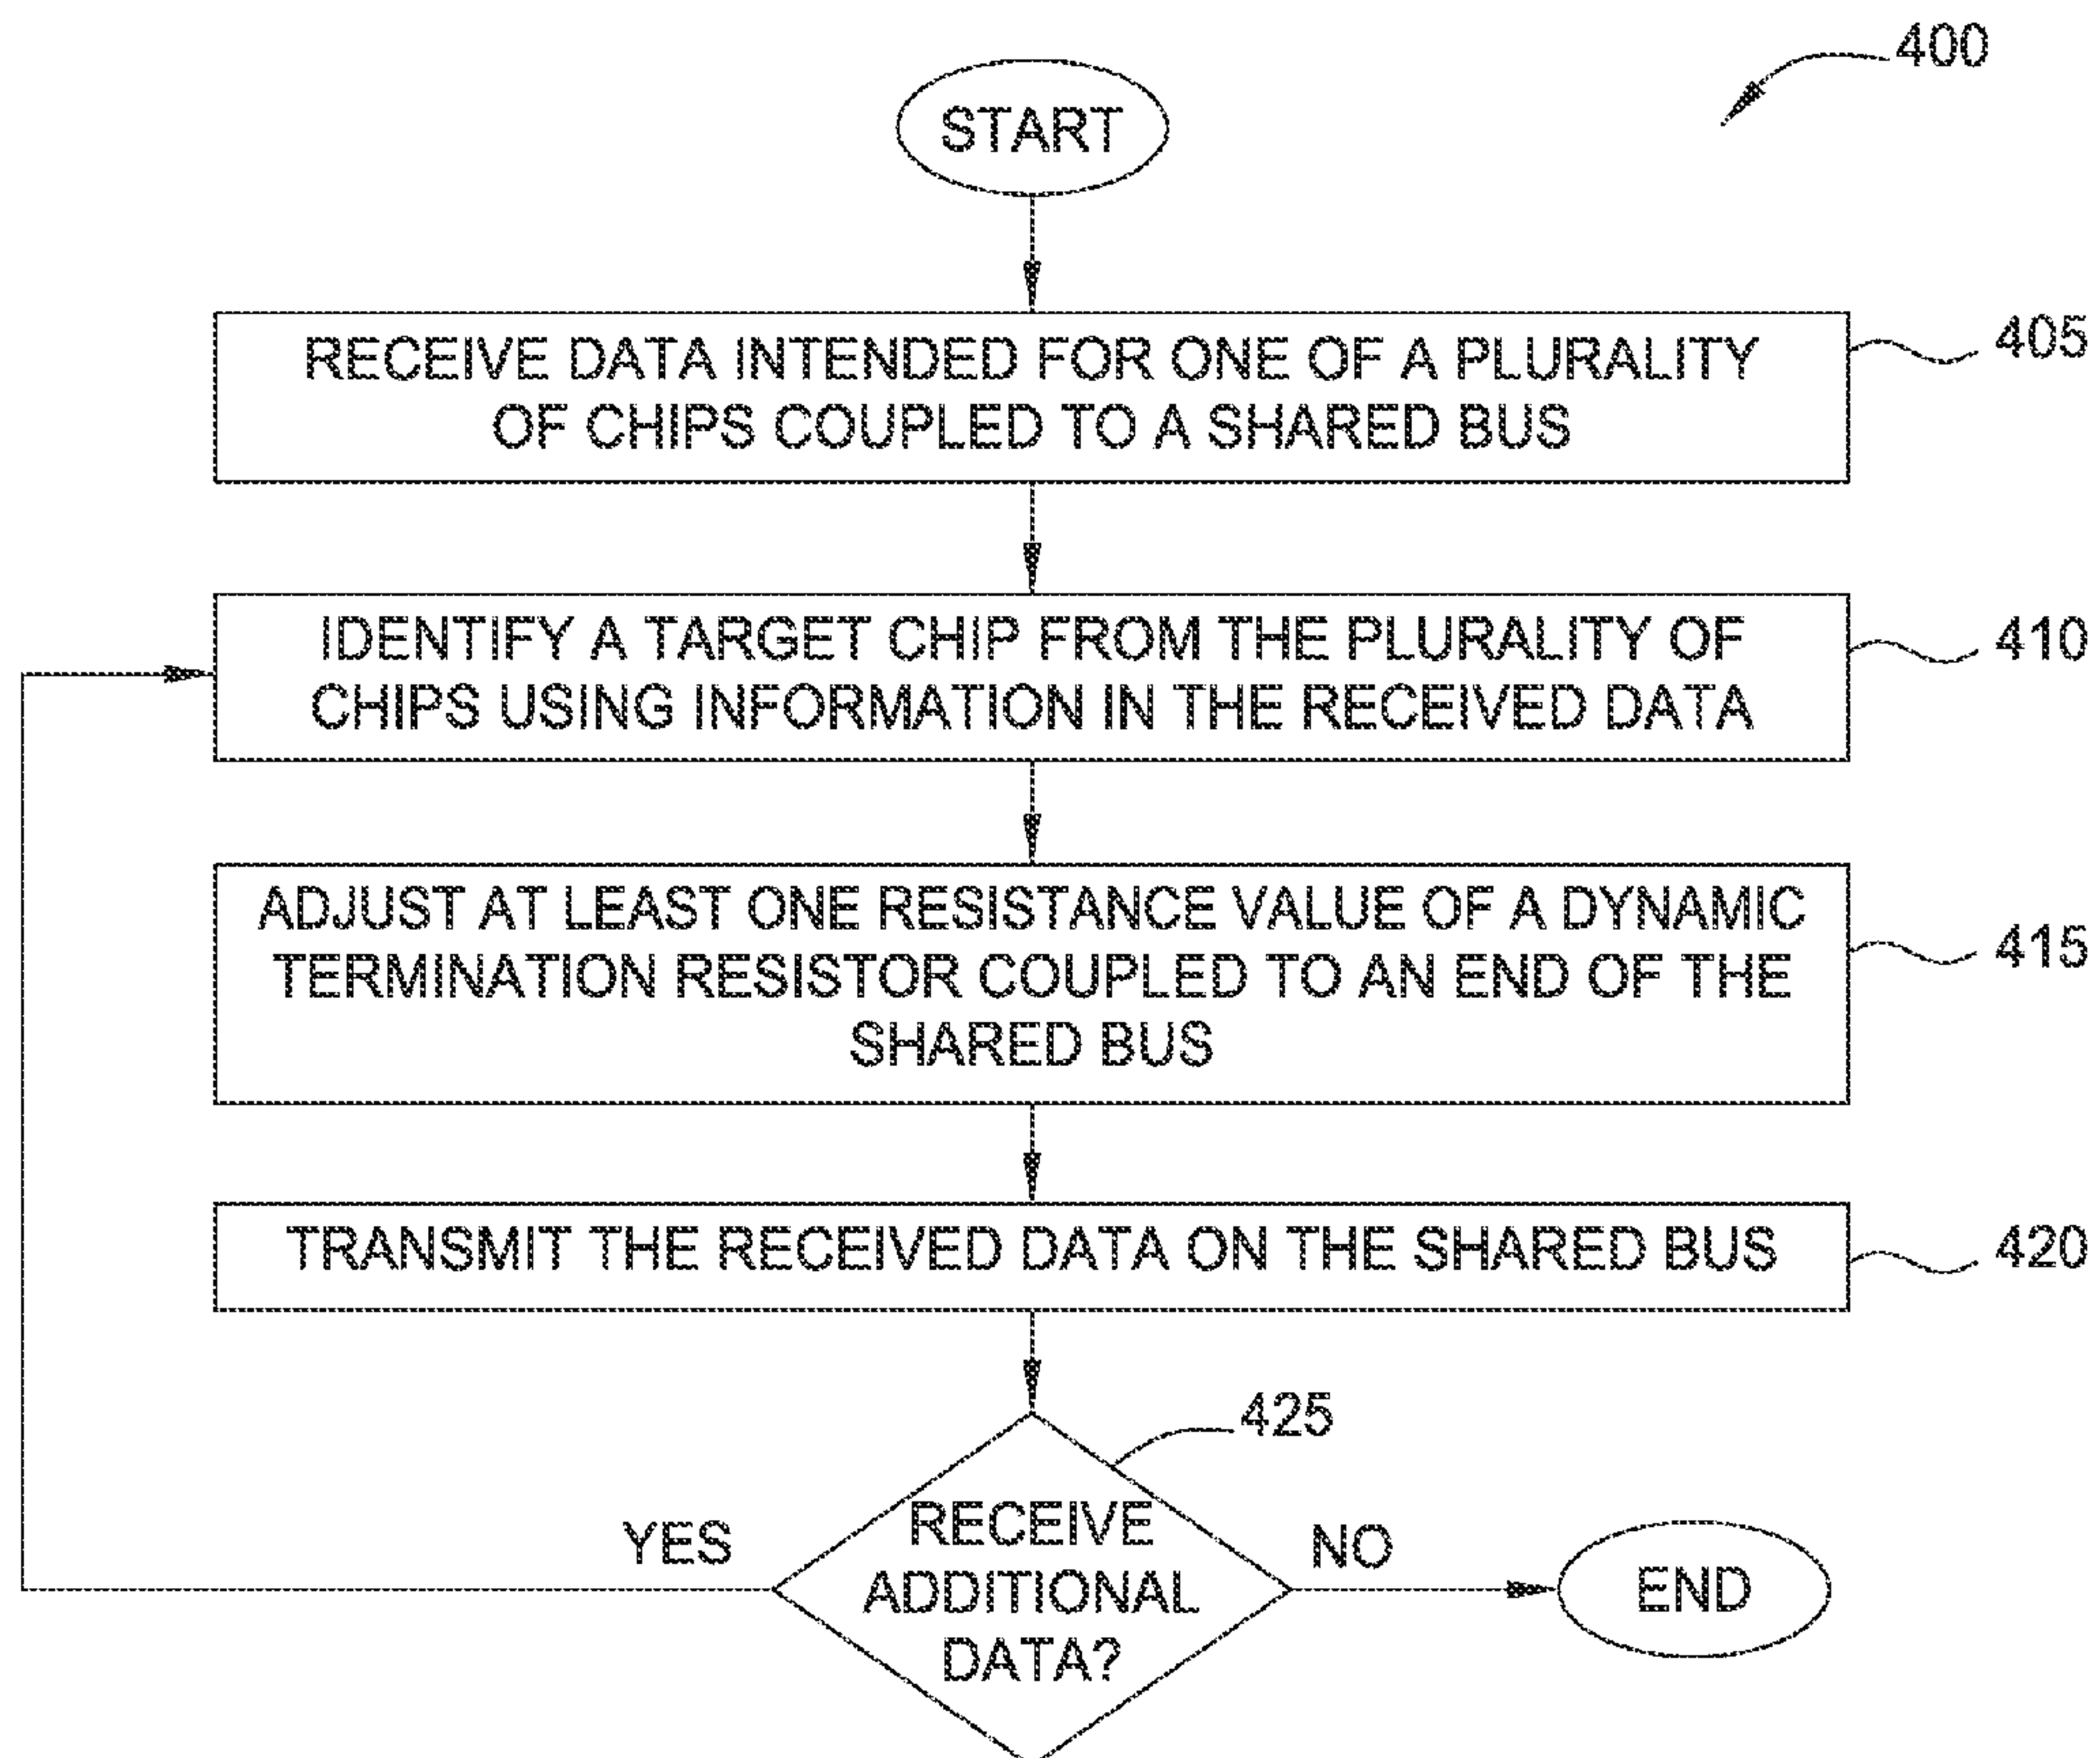 400
START
RECEIVE DATA INTENDED FOR ONE OF A PLURALITY
OF CHIPS COUPLED TO A SHARED BUS
405
IDENTIFY A TARGET CHIP FROM THE PLURALITY OF
CHIPS USING INFORMATION IN THE RECEIVED DATA
410
ADJUST AT LEAST ONE RESISTANCE VALUE OF A DYNAMIC
TERMINATION RESISTOR COUPLED TO AN END OF THE
SHARED BUS
415
TRANSMIT THE RECEIVED DATA ON THE SHARED BUS
420
425
RECEIVE
ADDITIONAL
DATA?
YES
NO
END